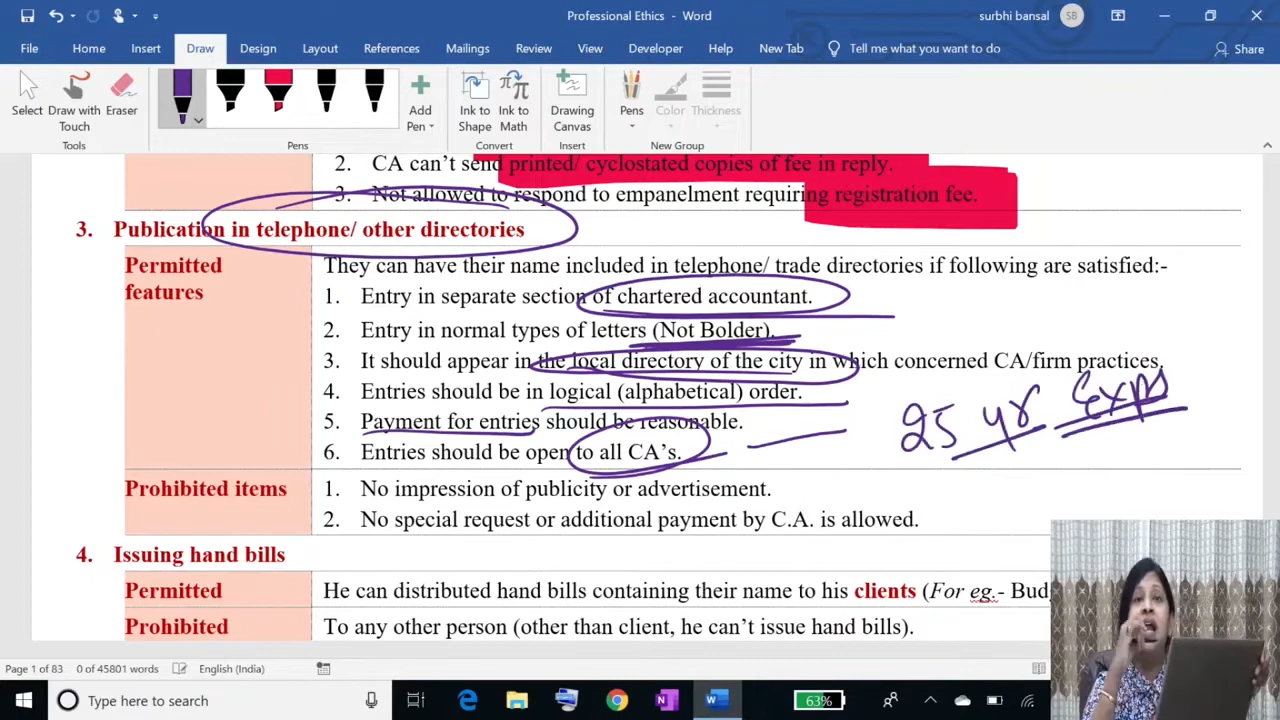 Professional Ethics - Word
surbhi bansal
SB
File Home Insert Draw Design Layout References Mailings Review View Developer Help New Tab Tell me what you want to do Share
Select Draw with Touch Eraser Add Pen Ink to Shape Ink to Math Drawing Canvas Pens Color Thickness
Tools Pens Convert Insert New Group
2. CA can't send printed/ cyclostated copies of fee in reply.
3. Not allowed to respond to empanelment requiring registration fee.
3. Publication in telephone/ other directories
Permitted features
They can have their name included in telephone/ trade directories if following are satisfied:-
1. Entry in separate section of chartered accountant.
2. Entry in normal types of letters (Not Bolder).
3. It should appear in the local directory of the city in which concerned CA/firm practices.
4. Entries should be in logical (alphabetical) order.
5. Payment for entries should be reasonable.
6. Entries should be open to all CA's.
25 yr Exps
Prohibited items
1. No impression of publicity or advertisement.
2. No special request or additional payment by C.A. is allowed.
4. Issuing hand bills
Permitted
He can distributed hand bills containing their name to his clients (For eg.- Bud
Prohibited
To any other person (other than client, he can't issue hand bills).
Page 1 of 83 0 of 45801 words English (India)
Type here to search
63%